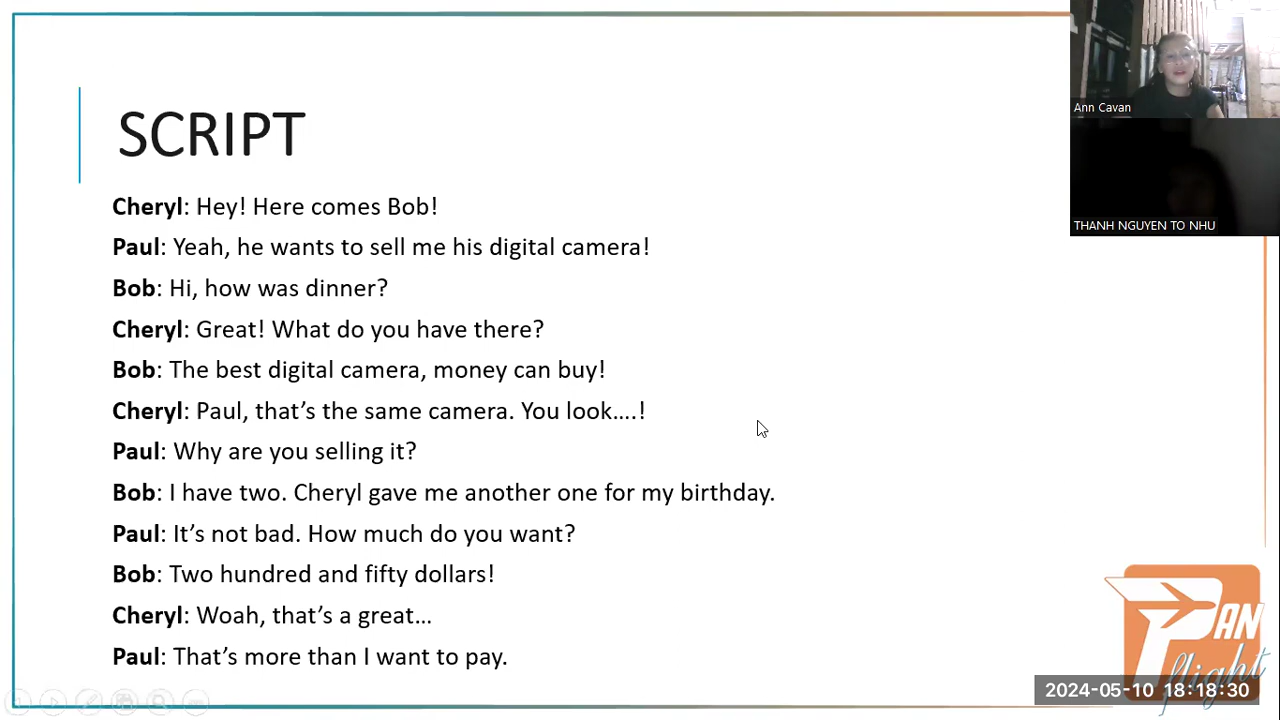 SCRIPT
Cheryl: Hey! Here comes Bob!
Paul: Yeah, he wants to sell me his digital camera!
Bob: Hi, how was dinner?
Cheryl: Great! What do you have there?
Bob: The best digital camera, money can buy!
Cheryl: Paul, that’s the same camera. You look….!
Paul: Why are you selling it?
Bob: I have two. Cheryl gave me another one for my birthday.
Paul: It’s not bad. How much do you want?
Bob: Two hundred and fifty dollars!
Cheryl: Woah, that’s a great…
Paul: That’s more than I want to pay.
Ann Cavan
THANH NGUYEN TO NHU
PAN
flight
2024-05-10 18:18:30